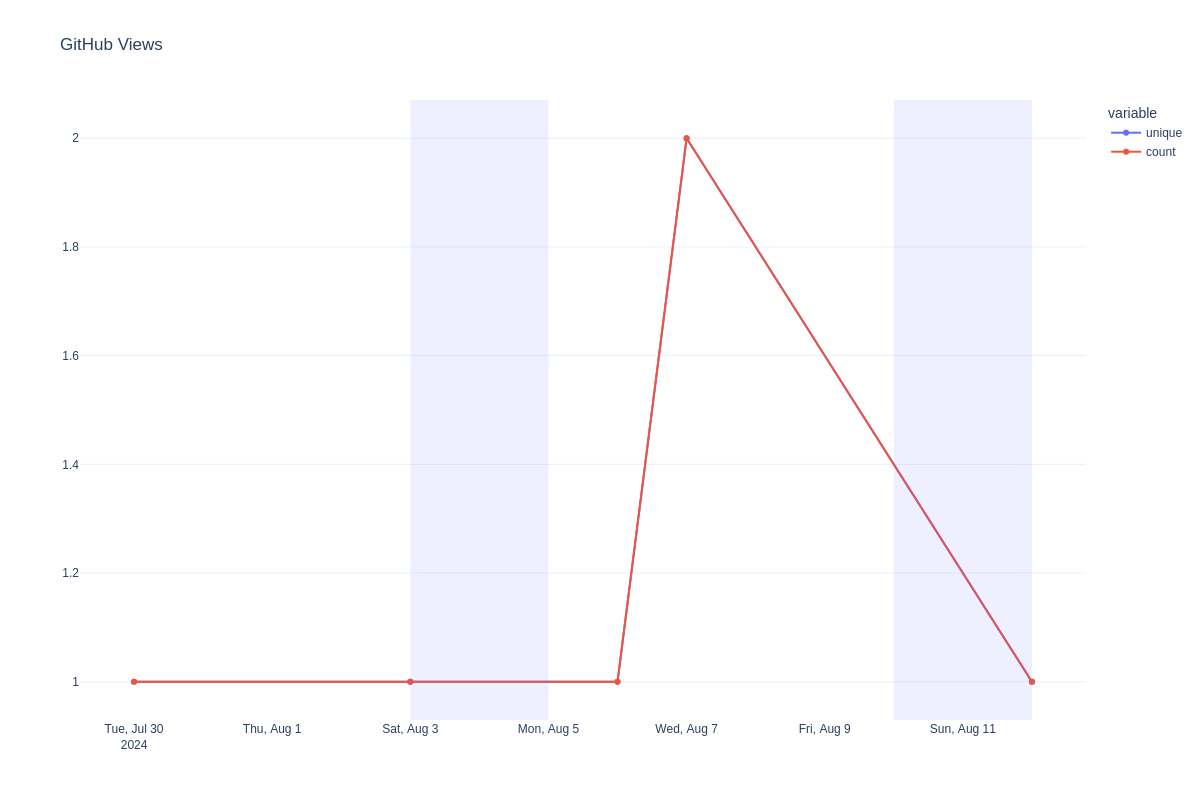 GitHub Views
variable
unique
count
2
1.8
1.6
1.4
1.2
1
Tue, Jul 30
2024
Thu, Aug 1
Sat, Aug 3
Mon, Aug 5
Wed, Aug 7
Fri, Aug 9
Sun, Aug 11